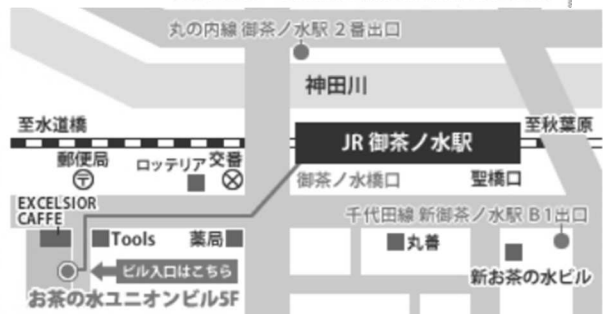 丸の内線 御茶ノ水駅 2番出口
神田川
至水道橋
JR 御茶ノ水駅
至秋葉原
郵便局
ロッテリア
交番
御茶ノ水橋口
聖橋口
EXCELSIOR
CAFFE
千代田線 新御茶ノ水駅 B1出口
Tools
薬局
丸善
ビル入口はこちら
新お茶の水ビル
お茶の水ユニオンビル5F